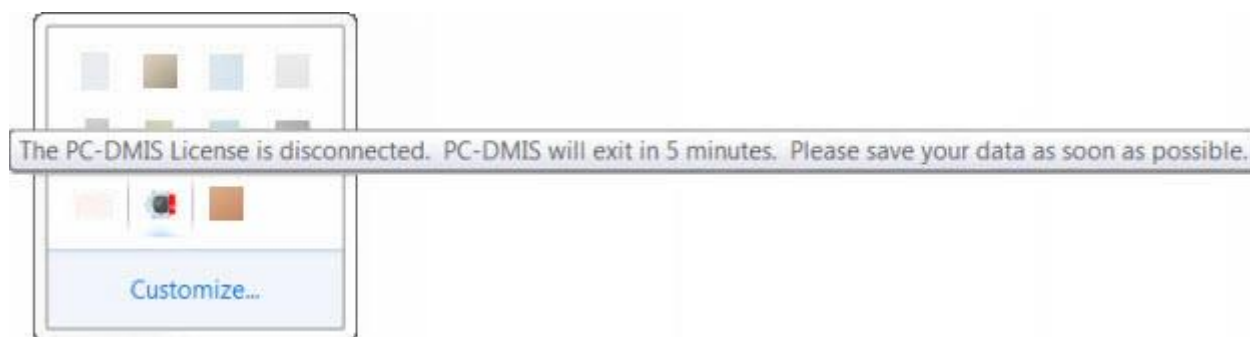 The PC-DMIS License is disconnected.  PC-DMIS will exit in 5 minutes.  Please save your data as soon as possible.
Customize...